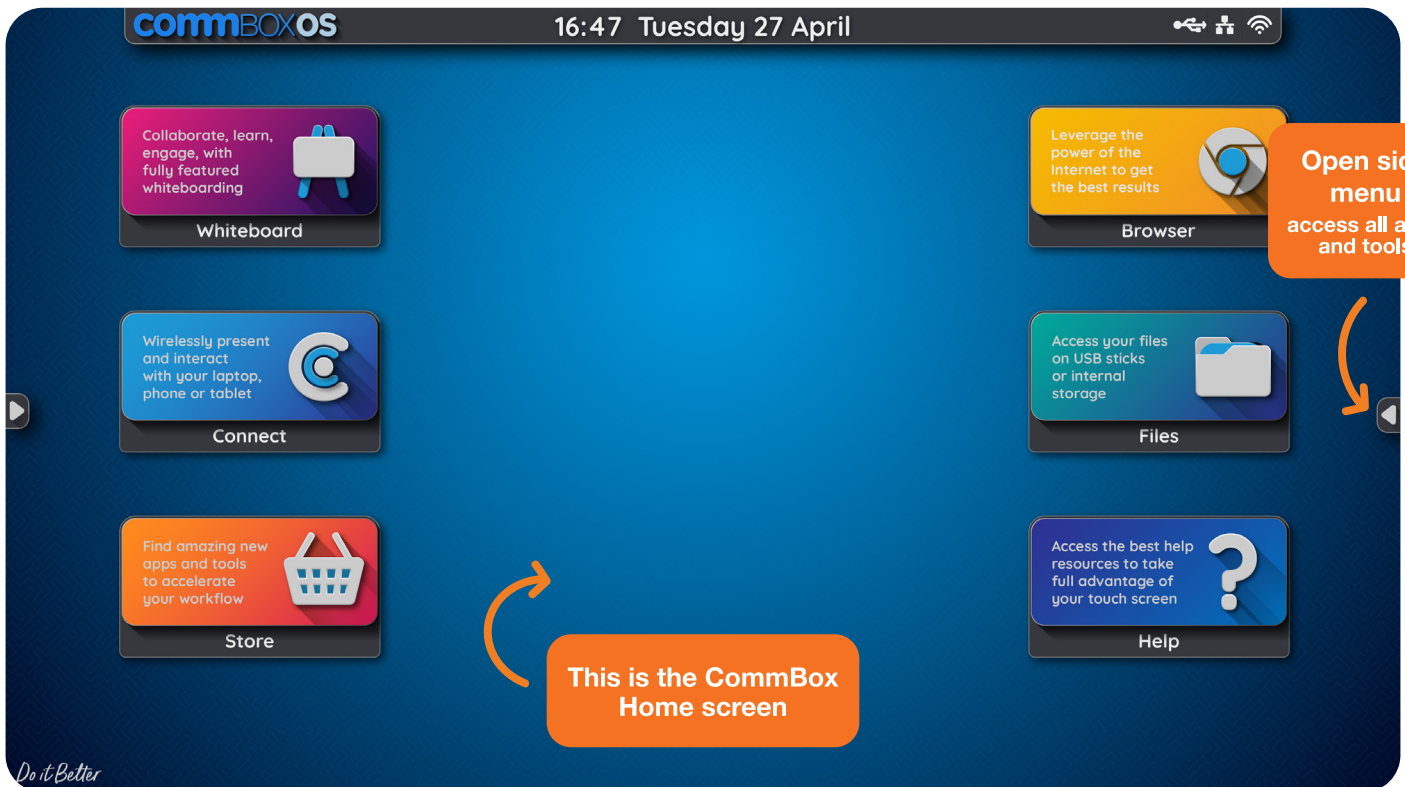 commBOXOS
16:47 Tuesday 27 April
Collaborate, learn,
engage, with
fully featured
whiteboarding
Whiteboard
Leverage the
power of the
Internet to get
the best results
Browser
Open
menu
access all
and
Wirelessly present
and interact
with your laptop,
phone or tablet
Connect
Access your files
on USB sticks
or internal
storage
Files
Find amazing new
apps and tools
to accelerate
your workflow
Store
Access the best help
resources to take
full advantage of
your touch screen
Help
This is the CommBox
Home screen
Do it Better